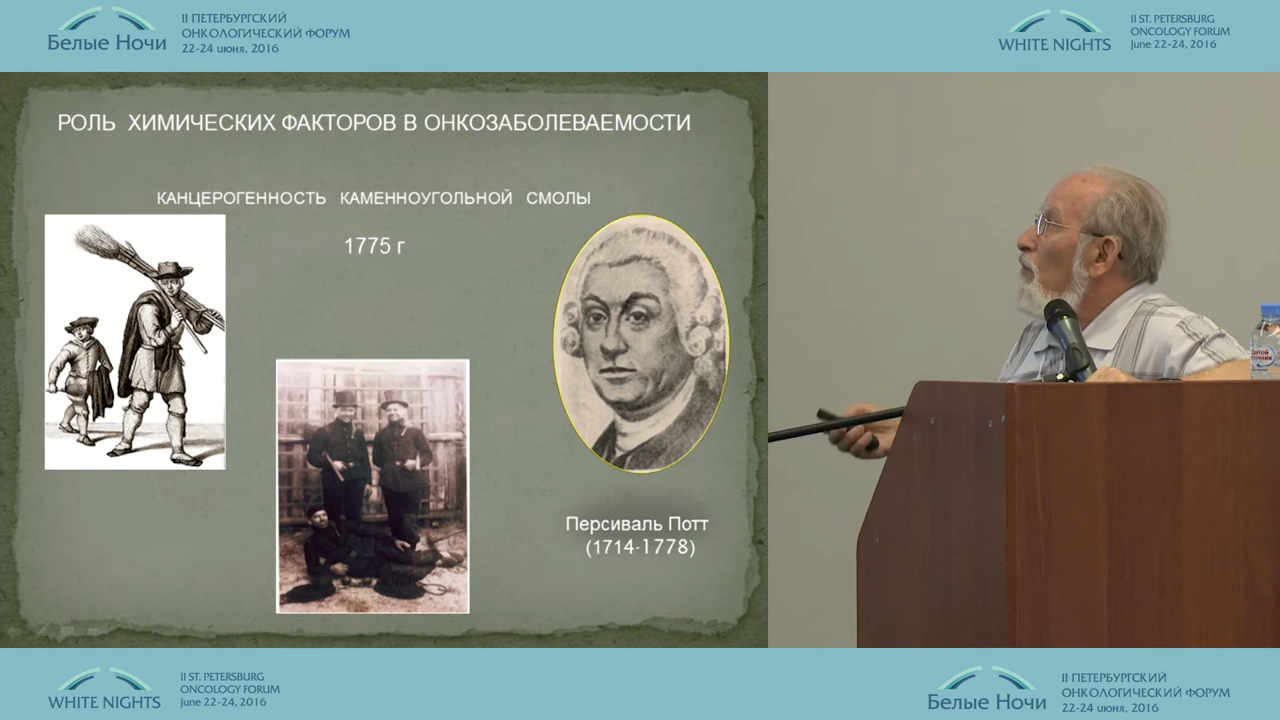 Белые Ночи
II ПЕТЕРБУРГСКИЙ
ОНКОЛОГИЧЕСКИЙ ФОРУМ
22-24 июня, 2016
WHITE NIGHTS
II ST. PETERSBURG
ONCOLOGY FORUM
June 22-24, 2016
РОЛЬ ХИМИЧЕСКИХ ФАКТОРОВ В ОНКОЗАБОЛЕВАЕМОСТИ
КАНЦЕРОГЕННОСТЬ КАМЕННОУГОЛЬНОЙ СМОЛЫ
1775 г
Персиваль Потт
(1714-1778)
WHITE NIGHTS
II ST. PETERSBURG
ONCOLOGY FORUM
June 22-24, 2016
Белые Ночи
II ПЕТЕРБУРГСКИЙ
ОНКОЛОГИЧЕСКИЙ ФОРУМ
22-24 июня, 2016